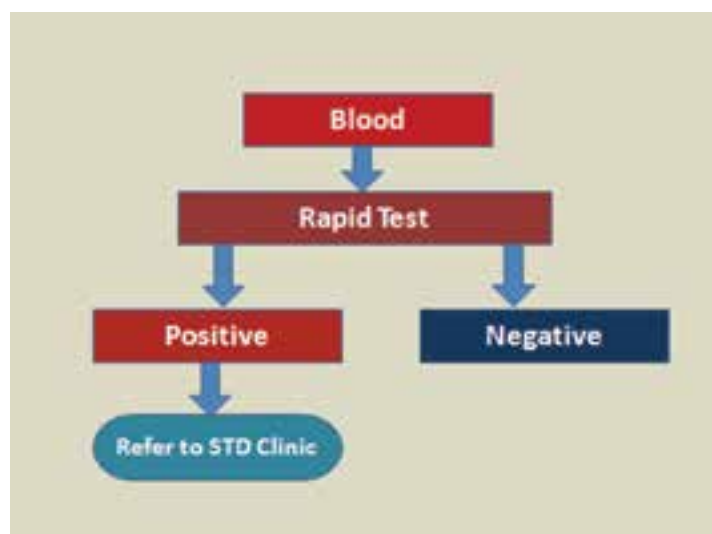 Blood
Rapid Test
Positive
Negative
Refer to STD Clinic